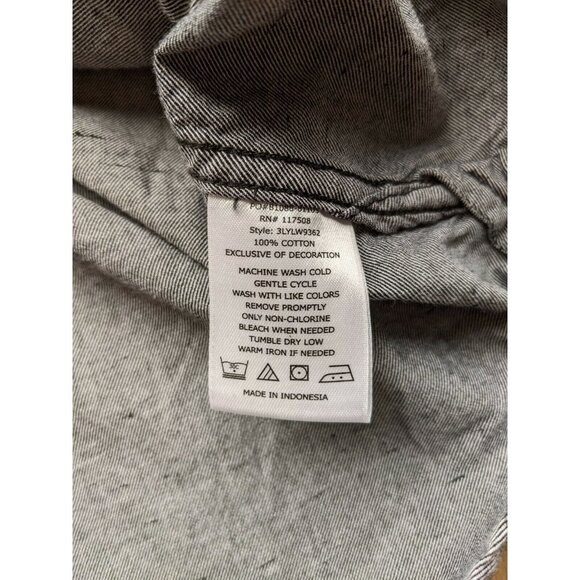 RN# 117508
Style: 3LYLW9362
100% COTTON
EXCLUSIVE OF DECORATION
MACHINE WASH COLD
GENTLE CYCLE
WASH WITH LIKE COLORS
REMOVE PROMPTLY
ONLY NON-CHLORINE
BLEACH WHEN NEEDED
TUMBLE DRY LOW
WARM IRON IF NEEDED
30C
MADE IN INDONESIA